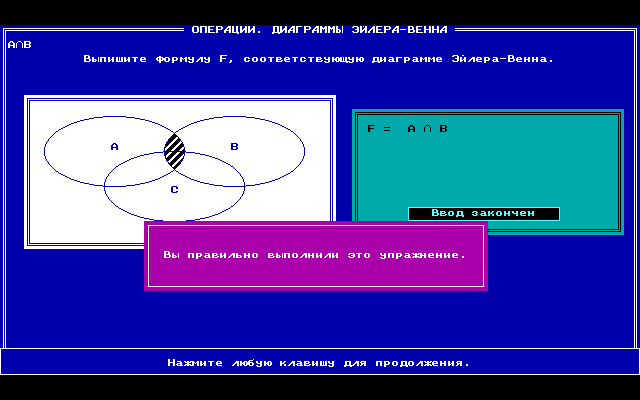 ОПЕРАЦИИ. ДИАГРАММЫ ЭЙЛЕРА-ВЕННА
A∩B
Выпишите формулу F, соответствующую диаграмме Эйлера-Венна.
A
B
C
F = A ∩ B
Ввод закончен
Вы правильно выполнили это упражнение.
Нажмите любую клавишу для продолжения.